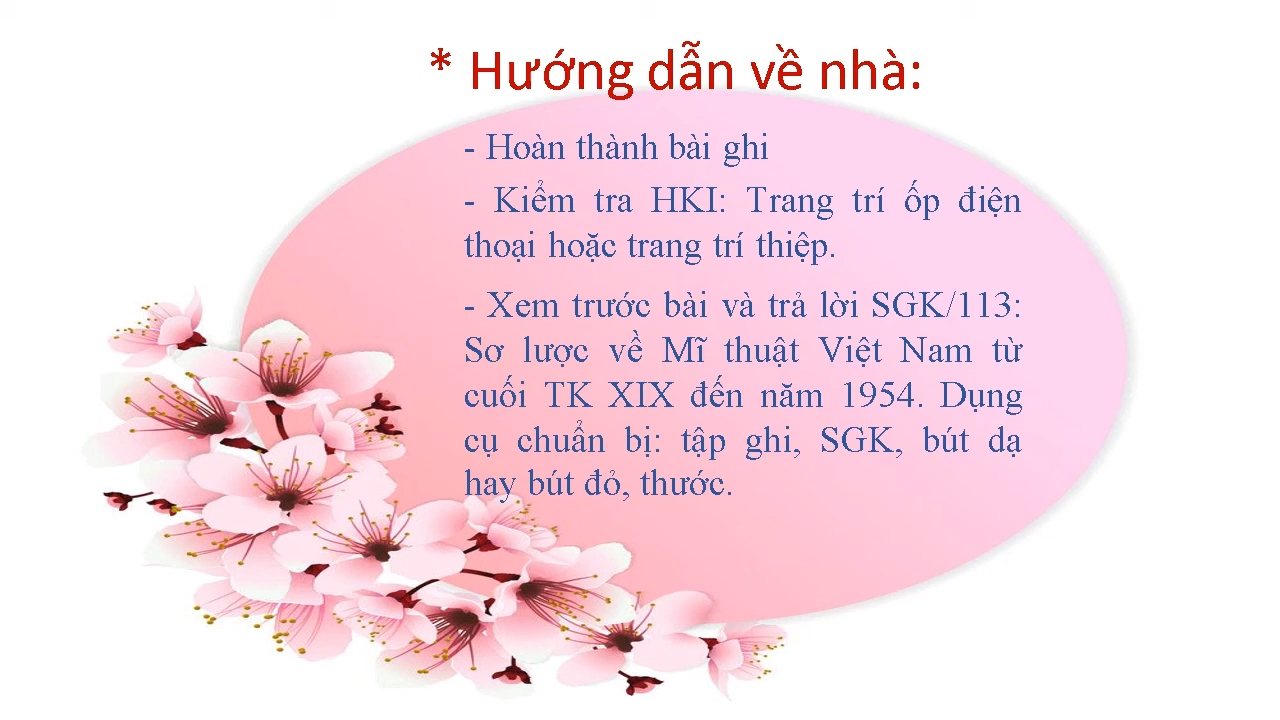 * Hướng dẫn về nhà:
- Hoàn thành bài ghi
- Kiểm tra HKI: Trang trí ốp điện
thoại hoặc trang trí thiệp.
- Xem trước bài và trả lời SGK/113:
Sơ lược về Mĩ thuật Việt Nam từ
cuối TK XIX đến năm 1954. Dụng
cụ chuẩn bị: tập ghi, SGK, bút dạ
hay bút đỏ, thước.